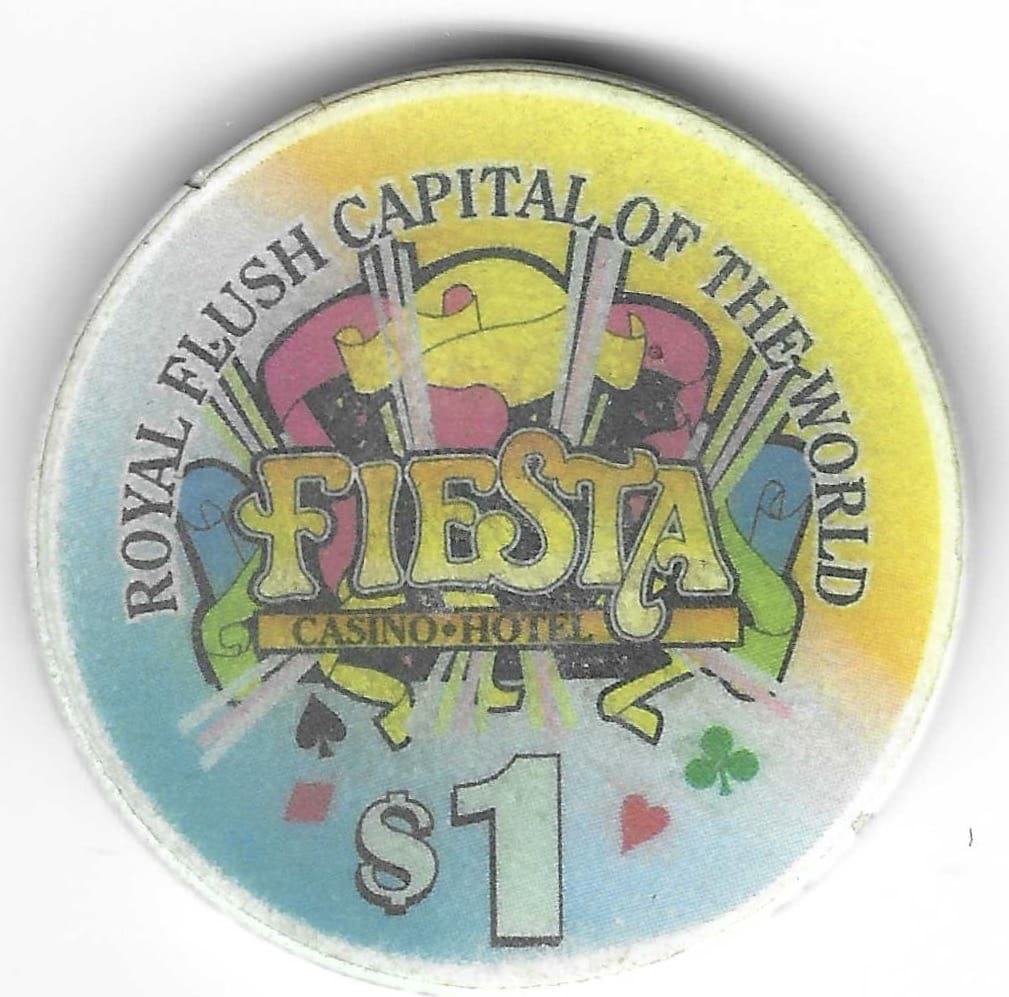 ROYAL FLUSH CAPITAL OF THE WORLD
FIESTA
CASINO•HOTEL
$1